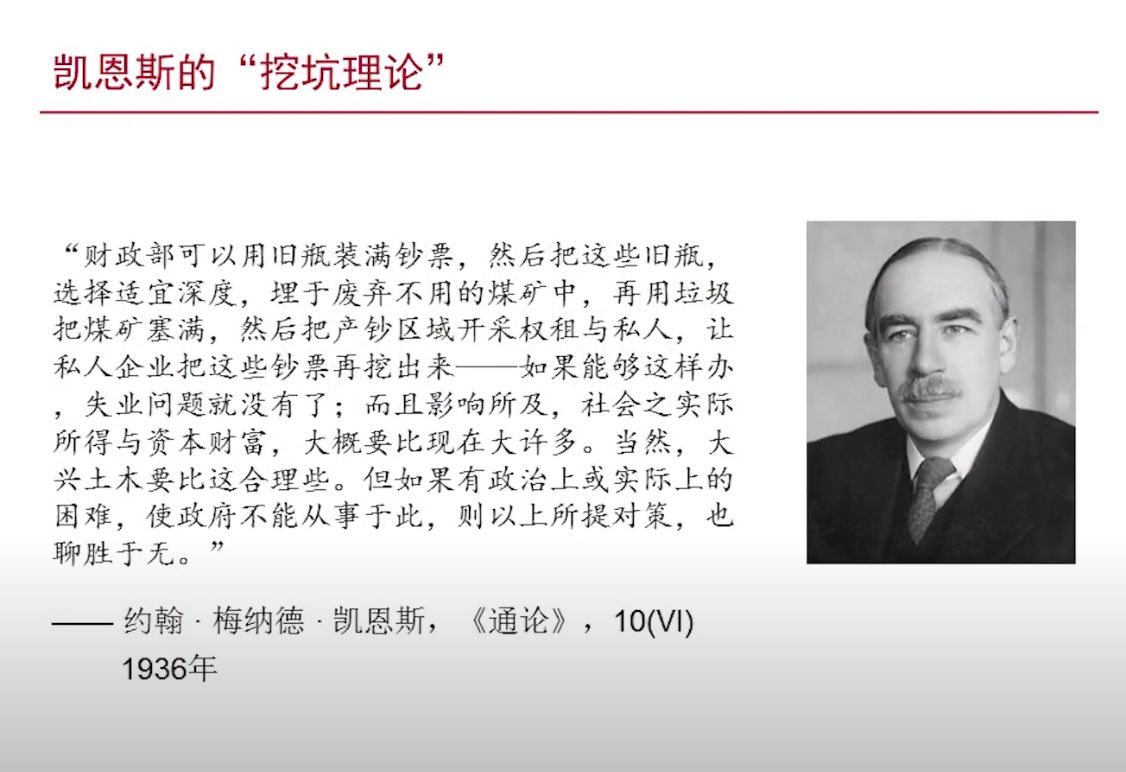 凯恩斯的“挖坑理论”
“财政部可以用旧瓶装满钞票，然后把这些旧瓶，
选择适宜深度，埋于废弃不用的煤矿中，再用垃圾
把煤矿塞满，然后把产钞区域开采权租与私人，让
私人企业把这些钞票再挖出来——如果能够这样办
，失业问题就没有了；而且影响所及，社会之实际
所得与资本财富，大概要比现在大许多。当然，大
兴土木要比这合理些。但如果有政治上或实际上的
困难，使政府不能从事于此，则以上所提对策，也
聊胜于无。”
—— 约翰 · 梅纳德 · 凯恩斯，《通论》，10(VI)
1936年